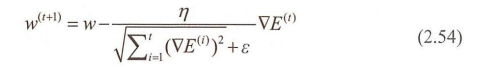 w^{(t+1)} = w - \frac{\eta}{\sqrt{\sum_{i=1}^{t} (\nabla E^{(i)})^2} + \varepsilon} \nabla E^{(t)} (2.54)